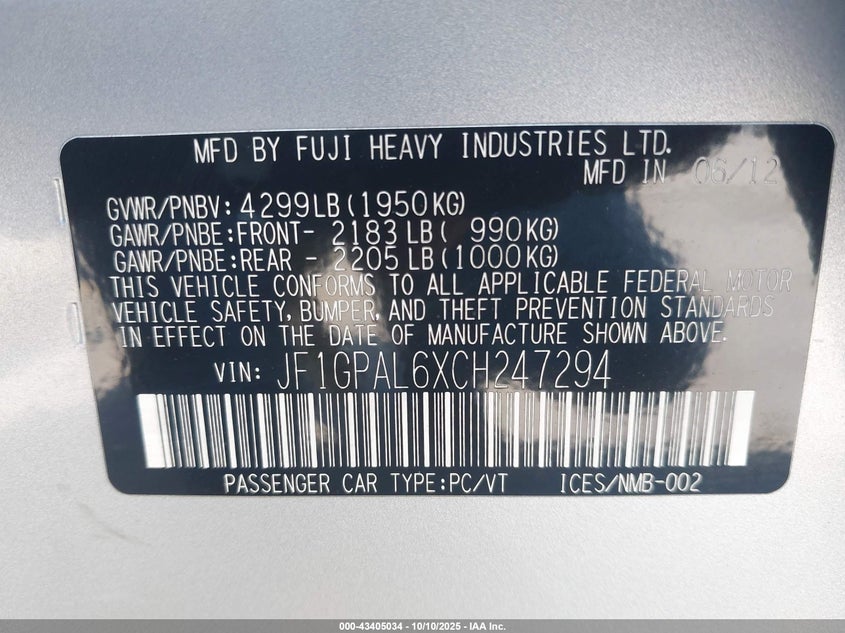 MFD BY FUJI HEAVY INDUSTRIES LTD.
MFD IN 06/12
GVWR/PNBV: 4299LB(1950KG)
GAWR/PNBE:FRONT- 2183LB( 990KG)
GAWR/PNBE:REAR - 2205LB(1000KG)
THIS VEHICLE CONFORMS TO ALL APPLICABLE FEDERAL MOTOR
VEHICLE SAFETY, BUMPER, AND THEFT PREVENTION STANDARDS
IN EFFECT ON THE DATE OF MANUFACTURE SHOWN ABOVE.
VIN: JF1GPAL6XCH247294
PASSENGER CAR TYPE:PC/VT ICES/NMB-002
000-43405034 - 10/10/2025 - IAA Inc.